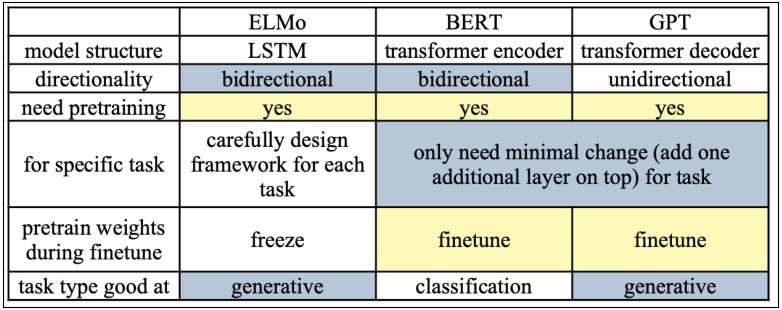 ELMo BERT GPT
model structure LSTM transformer encoder transformer decoder
directionality bidirectional bidirectional unidirectional
need pretraining yes yes yes
for specific task
carefully design
framework for each
task
only need minimal change (add one
additional layer on top) for task
pretrain weights
during finetune
freeze finetune finetune
task type good at generative classification generative